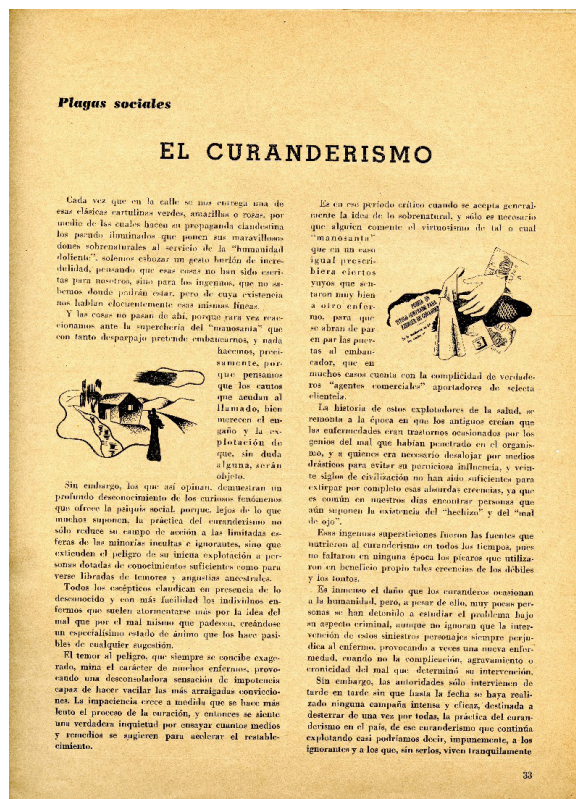 Plagas sociales
EL CURANDERISMO
Cada vez que en la calle se nos entrega una de
esas clásicas cartulinas verdes, amarillas o rosas, por
medio de las cuales hacen su propaganda clandestina
los pseudo iluminados que ponen sus maravillosos
dones sobrenaturales al servicio de la "humanidad
doliente", solemos esbozar un gesto burlón de incre-
dulidad, pensando que esas cosas no han sido escri-
tas para nosotros, sino para los ingenuos, que no sa-
bemos donde podrán estar, pero de cuya existencia
nos hablan elocuentemente esas mismas líneas.
Y las cosas no pasan de ahí, porque rara vez reac-
cionamos ante la superchería del "manosanta" que
con tanto desparpajo pretende embaucarnos, y nada
hacemos, preci-
samente, por-
que pensamos
que los cautos
que acudan al
llamado, bien
merecen el en-
gaño y la ex-
plotación de
que, sin duda
alguna, serán
objeto.
Sin embargo, los que así opinan, demuestran un
profundo desconocimiento de los curiosos fenómenos
que ofrece la psiquis social, porque, lejos de lo que
muchos suponen, la práctica del curanderismo no
sólo reduce su campo de acción a las limitadas es-
feras de las minorías incultas e ignorantes, sino que
extienden el peligro de su inicua explotación a per-
sonas dotadas de conocimientos suficientes como para
verse libradas de temores y angustias ancestrales.
Todos los escépticos claudican en presencia de lo
desconocido y con más facilidad los individuos en-
fermos que suelen atormentarse más por la idea del
mal que por el mal mismo que padecen, creándose
un especialísimo estado de ánimo que los hace pasi-
bles de cualquier sugestión.
El temor al peligro, que siempre se concibe exage-
rado, mina el carácter de muchos enfermos, provo-
cando una desconsoladora sensación de impotencia
capaz de hacer vacilar las más arraigadas conviccio-
nes. La impaciencia crece a medida que se hace más
lento el proceso de la curación, y entonces se siente
una verdadera inquietud por ensayar cuantos medios
y remedios se sugieren para acelerar el restable-
cimiento.
Es en ese período crítico cuando se acepta general-
mente la idea de lo sobrenatural, y sólo es necesario
que alguien comente el virtuosismo de tal o cual
"manosanta"
que en un caso
igual prescri-
biera ciertos
yuyos que sen-
taron muy bien
a otro enfer-
mo, para que
se abran de par
en par las puer-
tas al embau-
cador, que en
muchos casos cuenta con la complicidad de verdade-
ros "agentes comerciales" aportadores de selecta
clientela.
La historia de estos explotadores de la salud, se
remonta a la época en que los antiguos creían que
las enfermedades eran trastornos ocasionados por los
genios del mal que habían penetrado en el organis-
mo, y a quienes era necesario desalojar por medios
drásticos para evitar su perniciosa influencia, y vein-
te siglos de civilización no han sido suficientes para
extirpar por completo esas absurdas creencias, ya que
es común en nuestros días encontrar personas que
aún suponen la existencia del "hechizo" y del "mal
de ojo".
Esas ingenuas supersticiones fueron las fuentes que
nutrieron al curanderismo en todos los tiempos, pues
no faltaron en ninguna época los pícaros que utiliza-
ron en beneficio propio tales creencias de los débiles
y los tontos.
Es inmenso el daño que los curanderos ocasionan
a la humanidad, pero, a pesar de ello, muy pocas per-
sonas se han detenido a estudiar el problema bajo
su aspecto criminal, aunque no ignoran que la inter-
vención de estos siniestros personajes siempre perju-
dica al enfermo, provocando a veces una nueva enfer-
medad, cuando no la complicación, agravamiento o
cronicidad del mal que determinó su intervención.
Sin embargo, las autoridades sólo intervienen de
tarde en tarde sin que hasta la fecha se haya reali-
zado ninguna campaña intensa y eficaz, destinada a
desterrar de una vez por todas, la práctica del curan-
derismo en el país, de ese curanderismo que continúa
explotando casi podríamos decir, impunemente, a los
ignorantes y a los que, sin serlos, viven tranquilamente
33